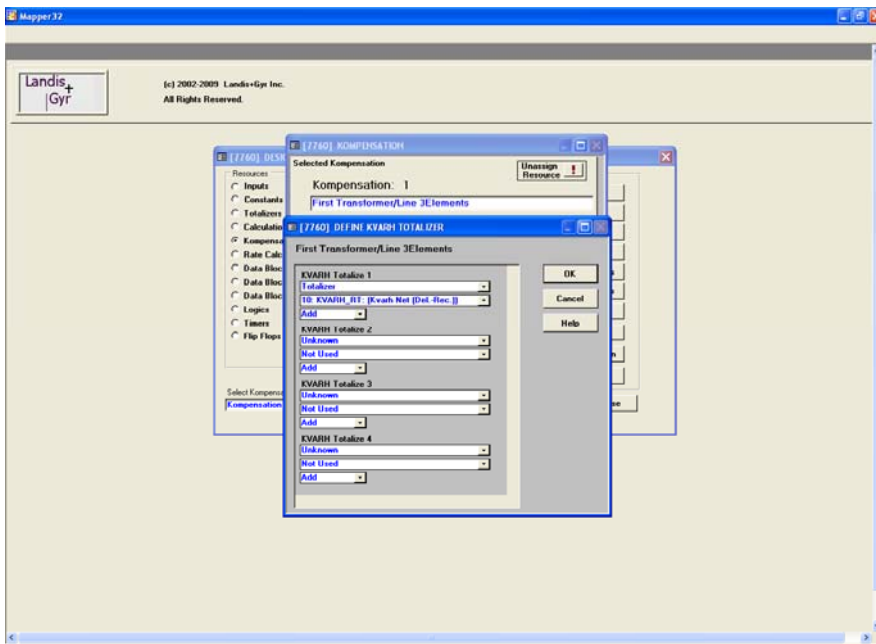 Mapper32
Landis+
Gyr
(c) 2002-2009 Landis+Gyr Inc.
All Rights Reserved.
[7760] DESK
Resources
Inputs
Constants
Totalizers
Calculatio
Kompensa
Rate Calc
Data Bloc
Data Bloc
Data Bloc
Logics
Timers
Flip Flops
Select Kompens
Kompensation
[7760] KOMPENSATION
Selected Kompensation
Unassign
Resource !
Kompensation: 1
First Transformer/Line 3Elements
[7760] DEFINE KVARH TOTALIZER
First Transformer/Line 3Elements
KVARH Totalize 1
Totalizer
10: KVARH_RT: (Kvarh Net (Del.-Rec.))
Add
KVARH Totalize 2
Unknown
Not Used
Add
KVARH Totalize 3
Unknown
Not Used
Add
KVARH Totalize 4
Unknown
Not Used
Add
OK
Cancel
Help